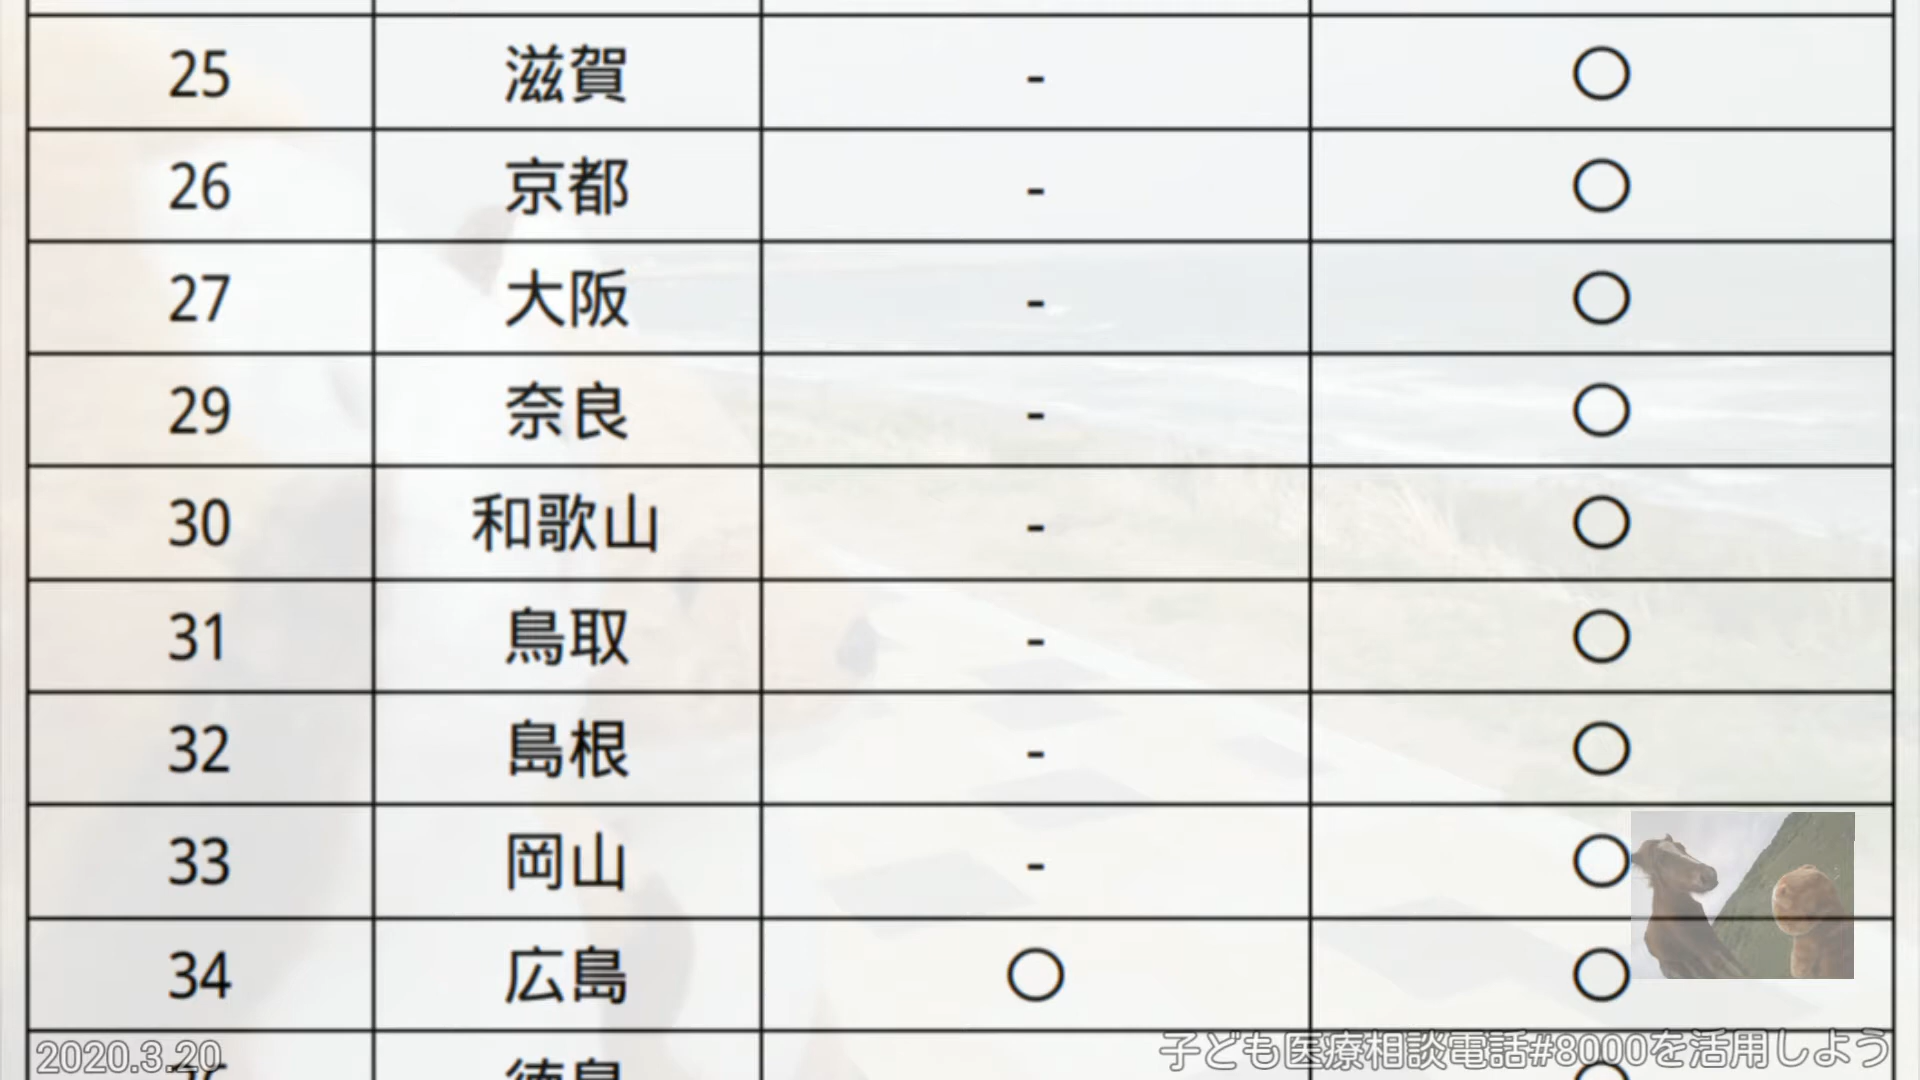 25 滋賀 - ○
26 京都 - ○
27 大阪 - ○
29 奈良 - ○
30 和歌山 - ○
31 鳥取 - ○
32 島根 - ○
33 岡山 - ○
34 広島 ○ ○
2020.3.20 子ども医療相談電話#8000を活用しよう